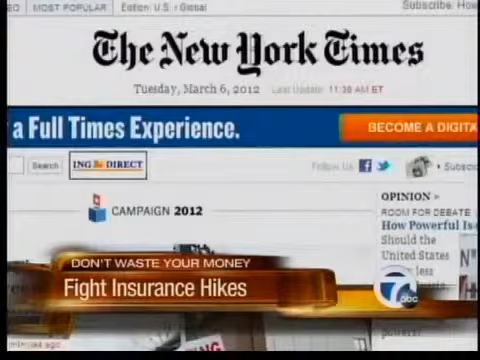 MOST POPULAR
Edition: U.S. / Global
Subscribe:
The New York Times
Tuesday, March 6, 2012 Last Update: 11:38 AM ET
a Full Times Experience.
BECOME A DIGITA
Search
ING DIRECT
Follow Us
Subscr
CAMPAIGN 2012
OPINION »
ROOM FOR DEBATE
How Powerful Is
Should the
United States
less
DON'T WASTE YOUR MONEY
Fight Insurance Hikes
7
abc